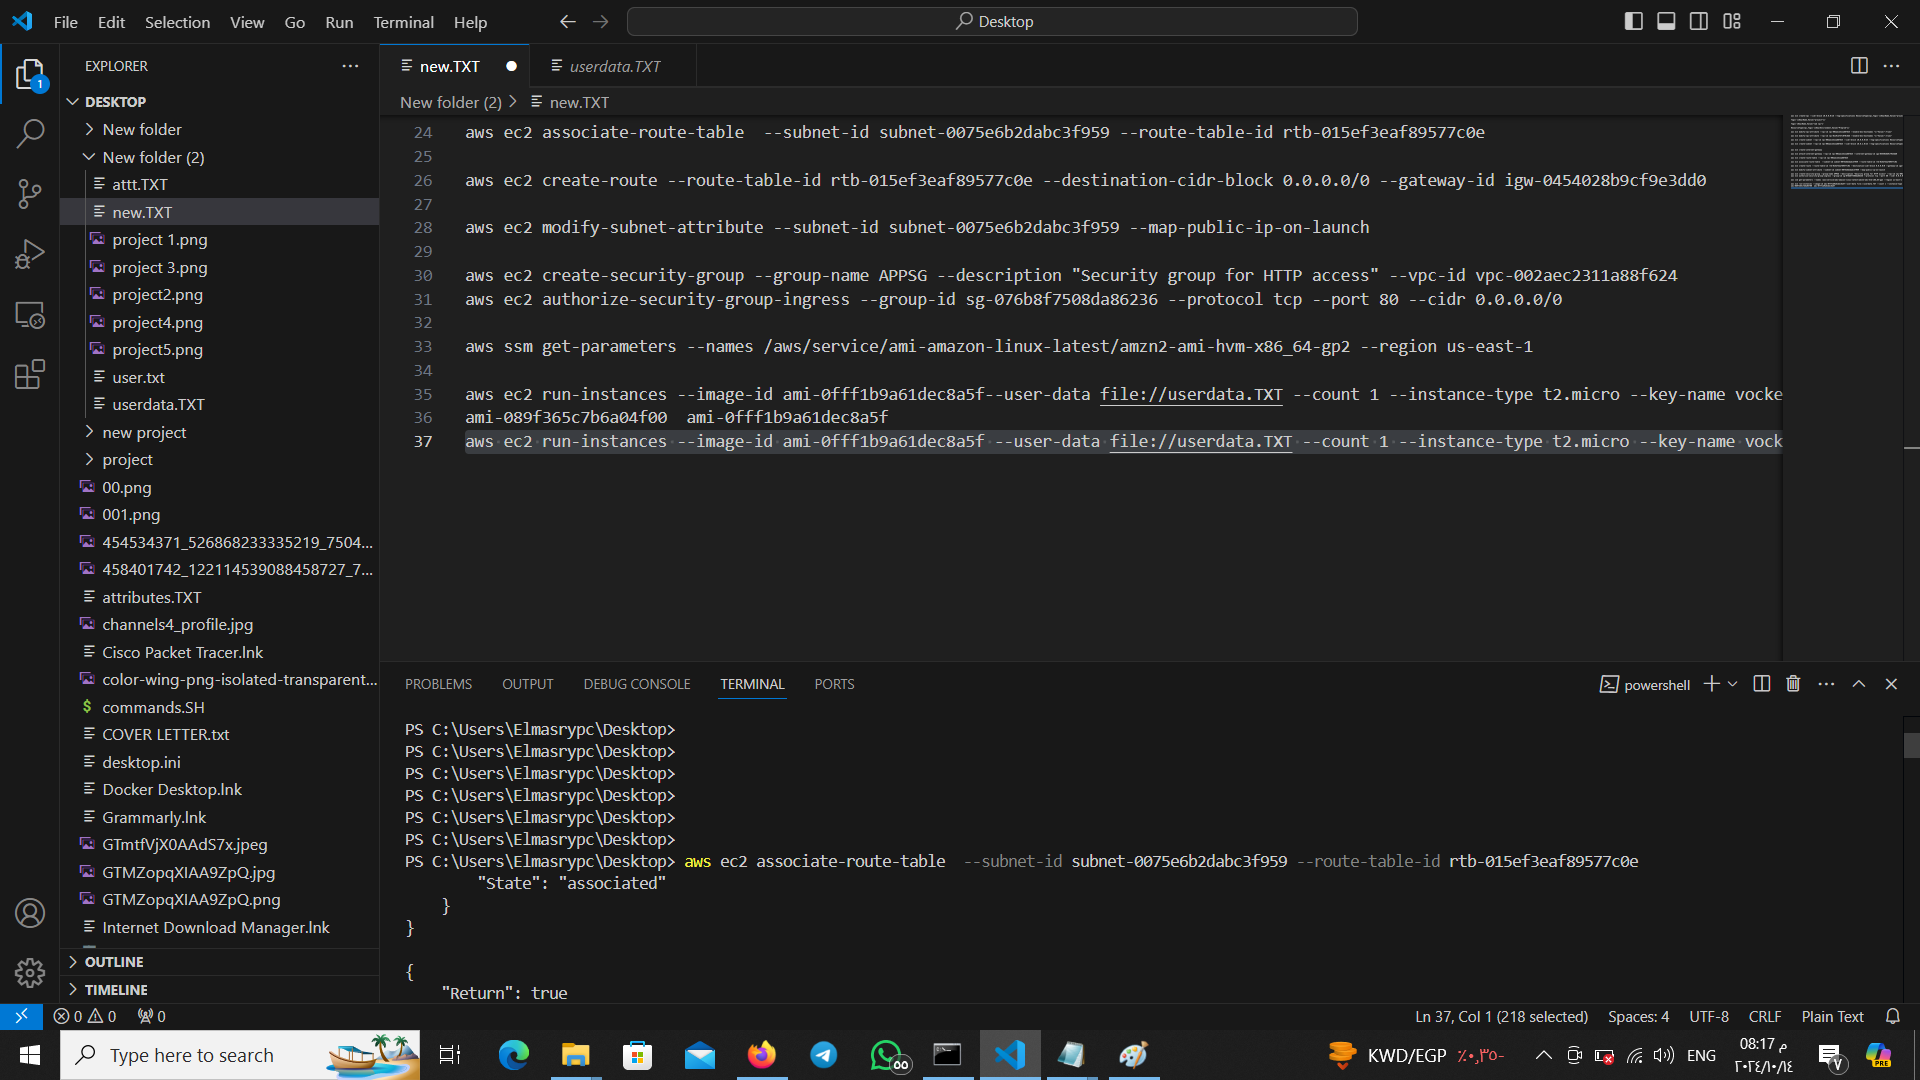 File Edit Selection View Go Run Terminal Help
Desktop
EXPLORER
DESKTOP
New folder
New folder (2)
attt.TXT
new.TXT
project 1.png
project 3.png
project2.png
project4.png
project5.png
user.txt
userdata.TXT
new project
project
00.png
001.png
454534371_526868233335219_7504...
458401742_122114539088458727_7...
attributes.TXT
channels4_profile.jpg
Cisco Packet Tracer.lnk
color-wing-png-isolated-transparent...
commands.SH
COVER LETTER.txt
desktop.ini
Docker Desktop.lnk
Grammarly.lnk
GTmtfVjX0AAdS7x.jpeg
GTMZopqXIAA9ZpQ.jpg
GTMZopqXIAA9ZpQ.png
Internet Download Manager.lnk
OUTLINE
TIMELINE
1
new.TXT
userdata.TXT
New folder (2) > new.TXT
24 aws ec2 associate-route-table  --subnet-id subnet-0075e6b2dabc3f959 --route-table-id rtb-015ef3eaf89577c0e
25
26 aws ec2 create-route --route-table-id rtb-015ef3eaf89577c0e --destination-cidr-block 0.0.0.0/0 --gateway-id igw-0454028b9cf9e3dd0
27
28 aws ec2 modify-subnet-attribute --subnet-id subnet-0075e6b2dabc3f959 --map-public-ip-on-launch
29
30 aws ec2 create-security-group --group-name APPSG --description "Security group for HTTP access" --vpc-id vpc-002aec2311a88f624
31 aws ec2 authorize-security-group-ingress --group-id sg-076b8f7508da86236 --protocol tcp --port 80 --cidr 0.0.0.0/0
32
33 aws ssm get-parameters --names /aws/service/ami-amazon-linux-latest/amzn2-ami-hvm-x86_64-gp2 --region us-east-1
34
35 aws ec2 run-instances --image-id ami-0fff1b9a61dec8a5f--user-data file://userdata.TXT --count 1 --instance-type t2.micro --key-name vocke
36 ami-089f365c7b6a04f00  ami-0fff1b9a61dec8a5f
37 aws ec2 run-instances --image-id ami-0fff1b9a61dec8a5f --user-data file://userdata.TXT --count 1 --instance-type t2.micro --key-name vock
PROBLEMS OUTPUT DEBUG CONSOLE TERMINAL PORTS
powershell
PS C:\Users\Elmasrypc\Desktop>
PS C:\Users\Elmasrypc\Desktop>
PS C:\Users\Elmasrypc\Desktop>
PS C:\Users\Elmasrypc\Desktop>
PS C:\Users\Elmasrypc\Desktop>
PS C:\Users\Elmasrypc\Desktop>
PS C:\Users\Elmasrypc\Desktop> aws ec2 associate-route-table  --subnet-id subnet-0075e6b2dabc3f959 --route-table-id rtb-015ef3eaf89577c0e
"State": "associated"
}
}
{
"Return": true
0 0 0
Ln 37, Col 1 (218 selected) Spaces: 4 UTF-8 CRLF Plain Text
Type here to search
KWD/EGP ٪٠,٣٥-
ENG
08:17 م
٢٠٢٤/١٠/١٤
V
PRE